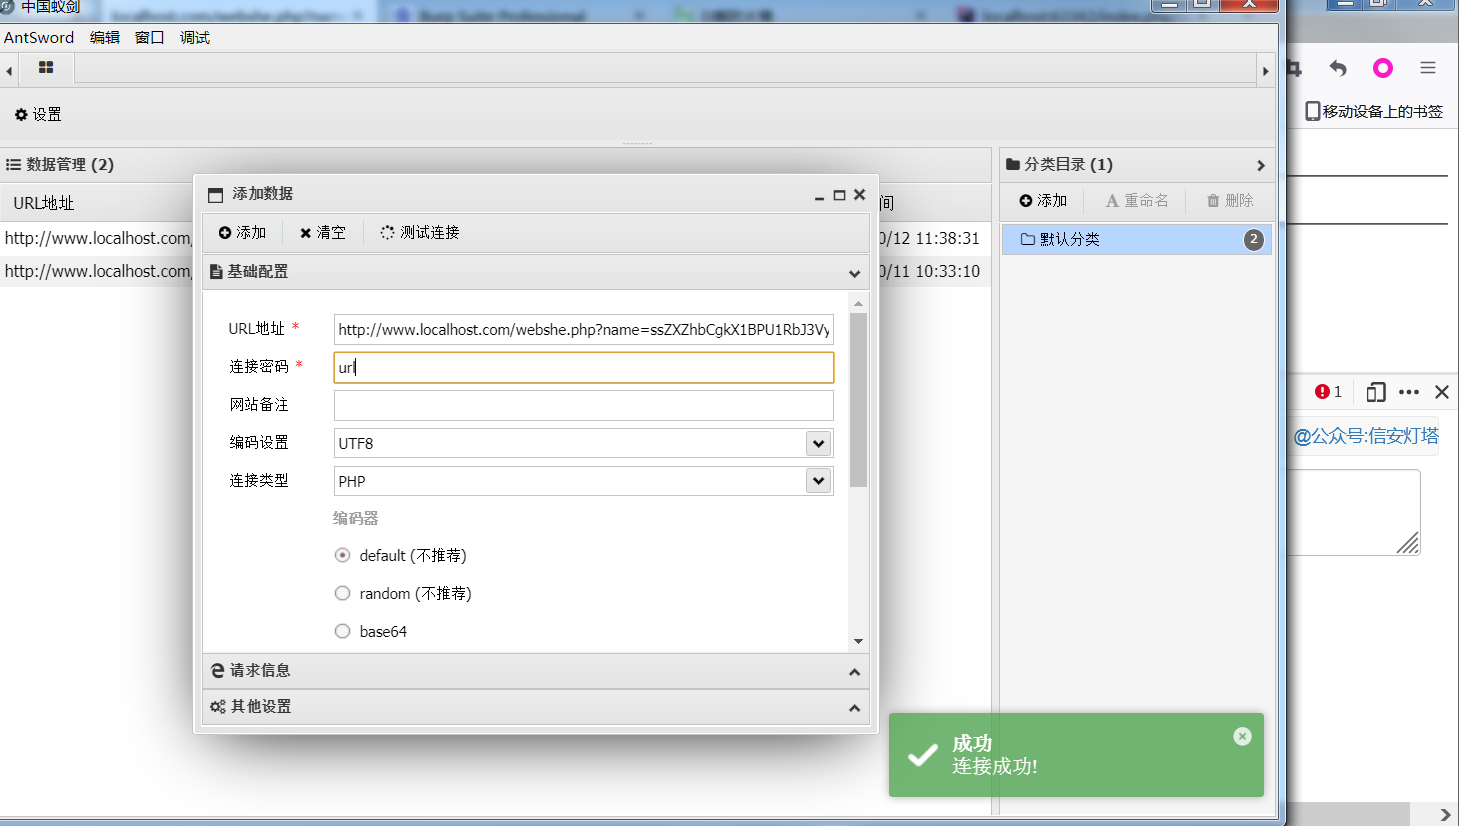 中国蚁剑
AntSword 编辑 窗口 调试
设置
移动设备上的书签
数据管理 (2)
分类目录 (1)
添加数据
URL地址
间
添加 重命名 删除
添加 清空 测试连接
http://www.localhost.com
0/12 11:38:31
默认分类 2
http://www.localhost.com
0/11 10:33:10
基础配置
URL地址 * http://www.localhost.com/webshe.php?name=ssZXZhbCgkX1BPU1RbJ3Vy
连接密码 * url
1
网站备注
@公众号:信安灯塔
编码设置 UTF8
连接类型 PHP
编码器
default (不推荐)
random (不推荐)
base64
请求信息
其他设置
成功
连接成功!